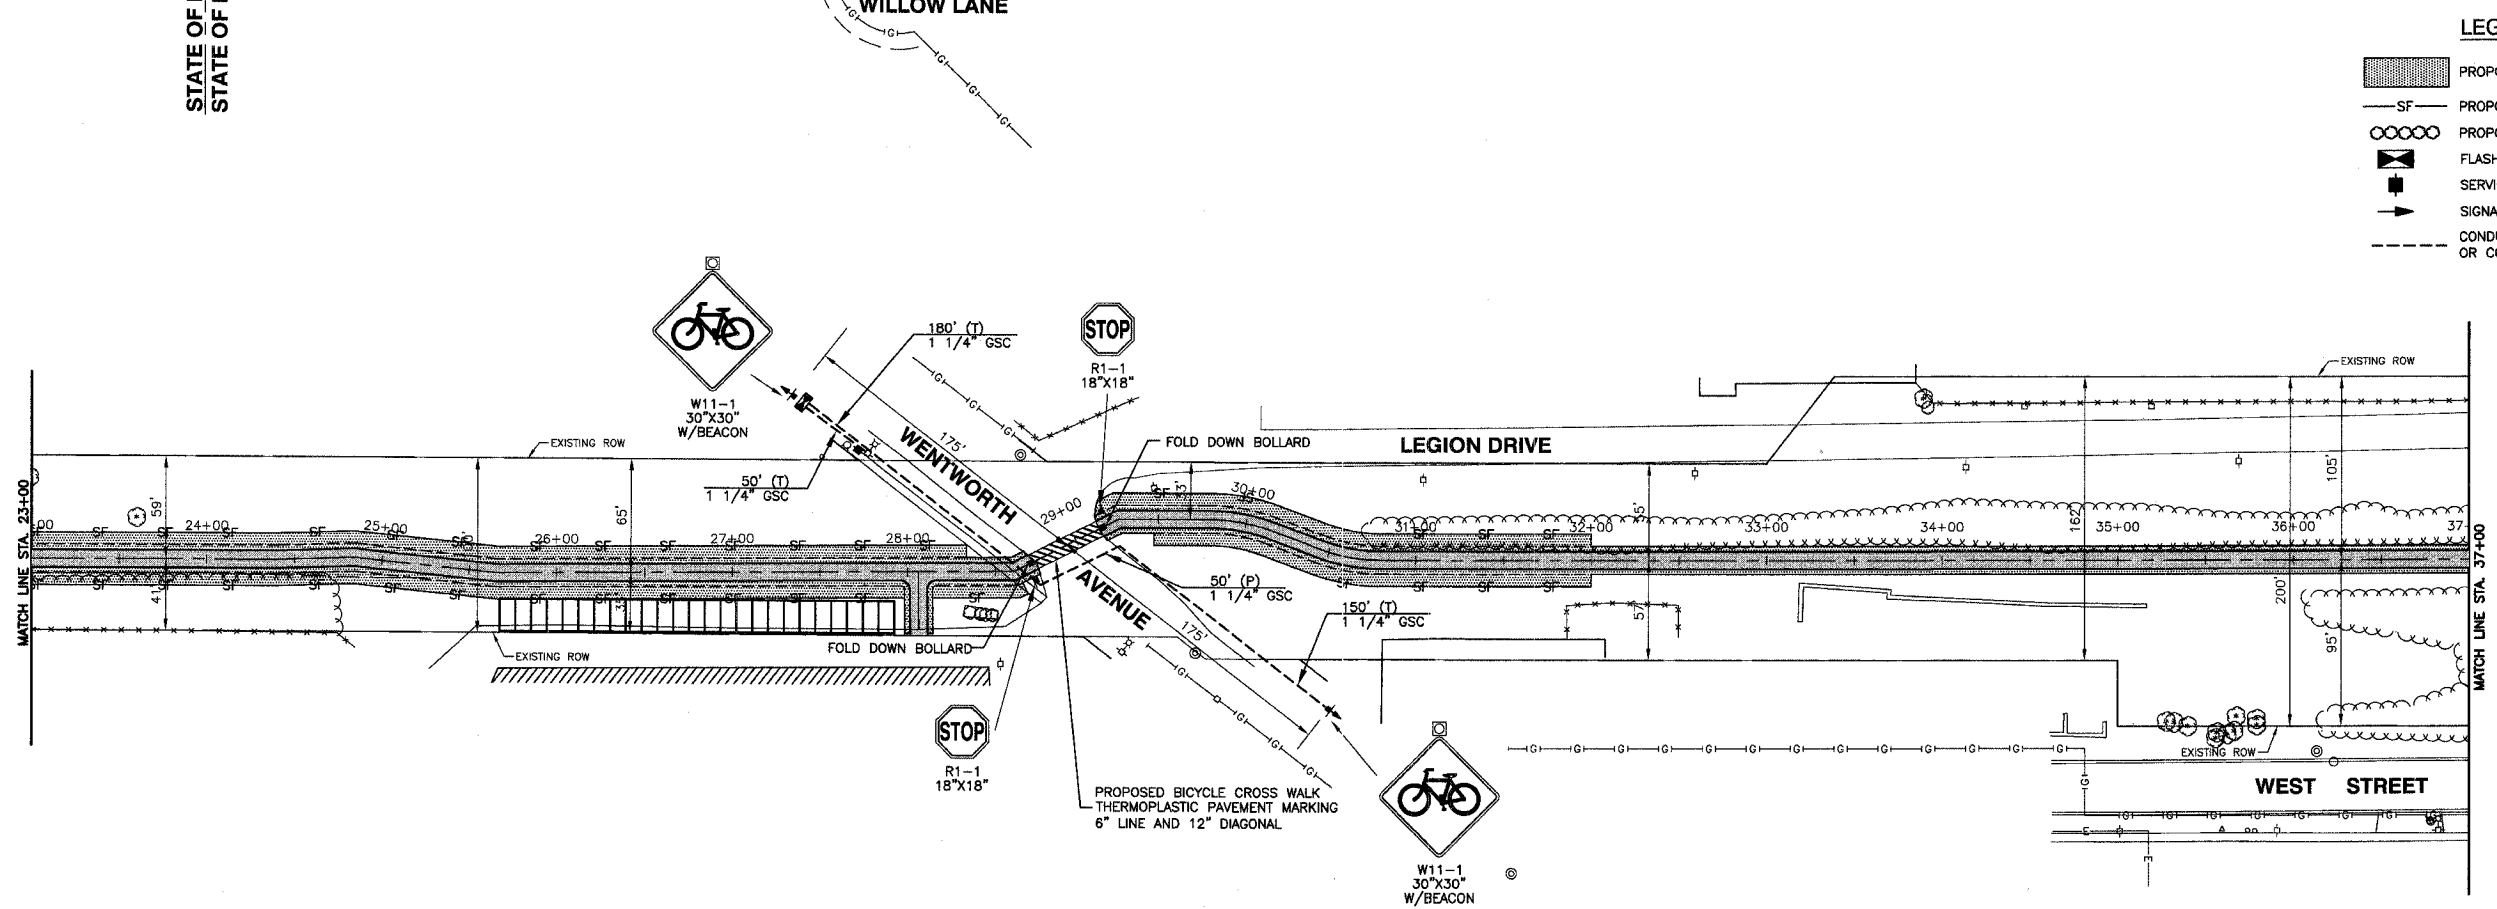 WILLOW LANE
STATE OF
STATE OF
PROP
SF
PROP
PROP
FLASH
SERVI
SIGNA
COND
OR CO
STOP
R1-1
18"X18"
W11-1
30"X30"
W/BEACON
180' (T)
1 1/4" GSC
50' (T)
1 1/4" GSC
175'
WENTWORTH
AVENUE
175'
FOLD DOWN BOLLARD
LEGION DRIVE
EXISTING ROW
EXISTING ROW
MATCH LINE STA. 23+00
59'
41'
65'
35'
24+00
25+00
26+00
27+00
28+00
29+00
30+00
31+00
32+00
33+00
34+00
35+00
36+00
33'
57'
162'
200'
105'
95'
MATCH LINE STA. 37+00
50' (P)
1 1/4" GSC
150' (T)
1 1/4" GSC
EXISTING ROW
FOLD DOWN BOLLARD
STOP
R1-1
18"X18"
PROPOSED BICYCLE CROSS WALK
THERMOPLASTIC PAVEMENT MARKING
6" LINE AND 12" DIAGONAL
W11-1
30"X30"
W/BEACON
EXISTING ROW
WEST STREET